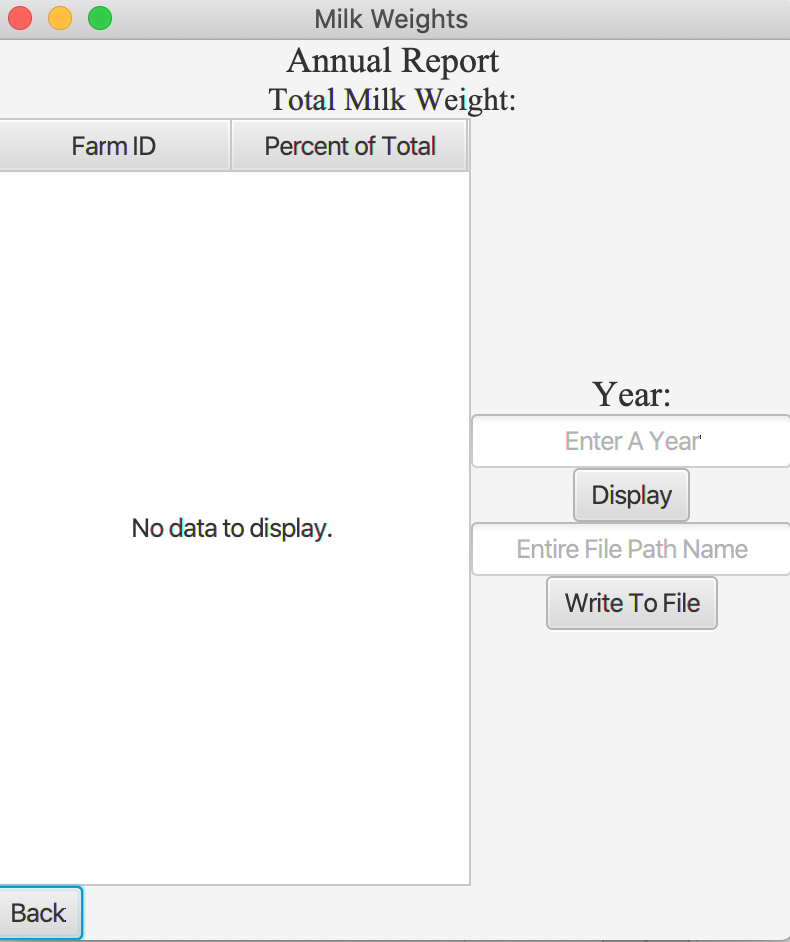 Milk Weights
Annual Report
Total Milk Weight:
Farm ID Percent of Total
No data to display.
Year:
Enter A Year
Display
Entire File Path Name
Write To File
Back